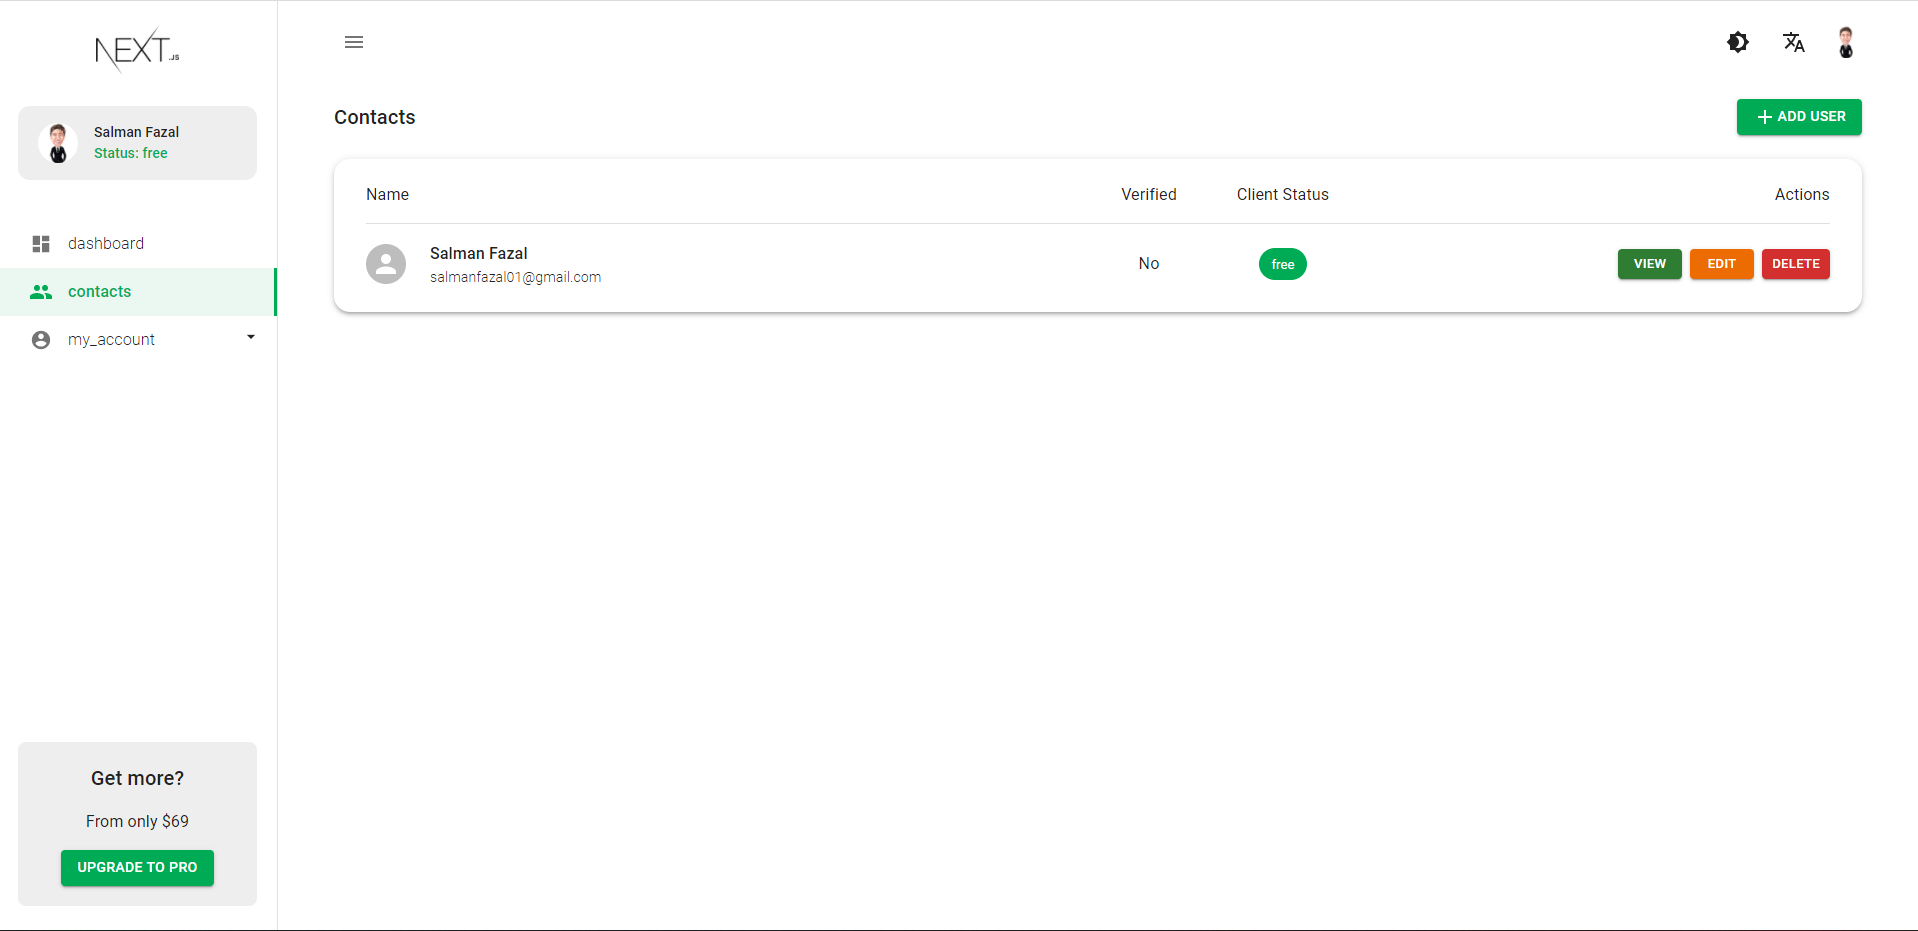 NEXT.JS
Salman Fazal
Status: free
dashboard
contacts
my_account
Get more?
From only $69
UPGRADE TO PRO
Contacts
ADD USER
Name Verified Client Status Actions
Salman Fazal
salmanfazal01@gmail.com
No free VIEW EDIT DELETE